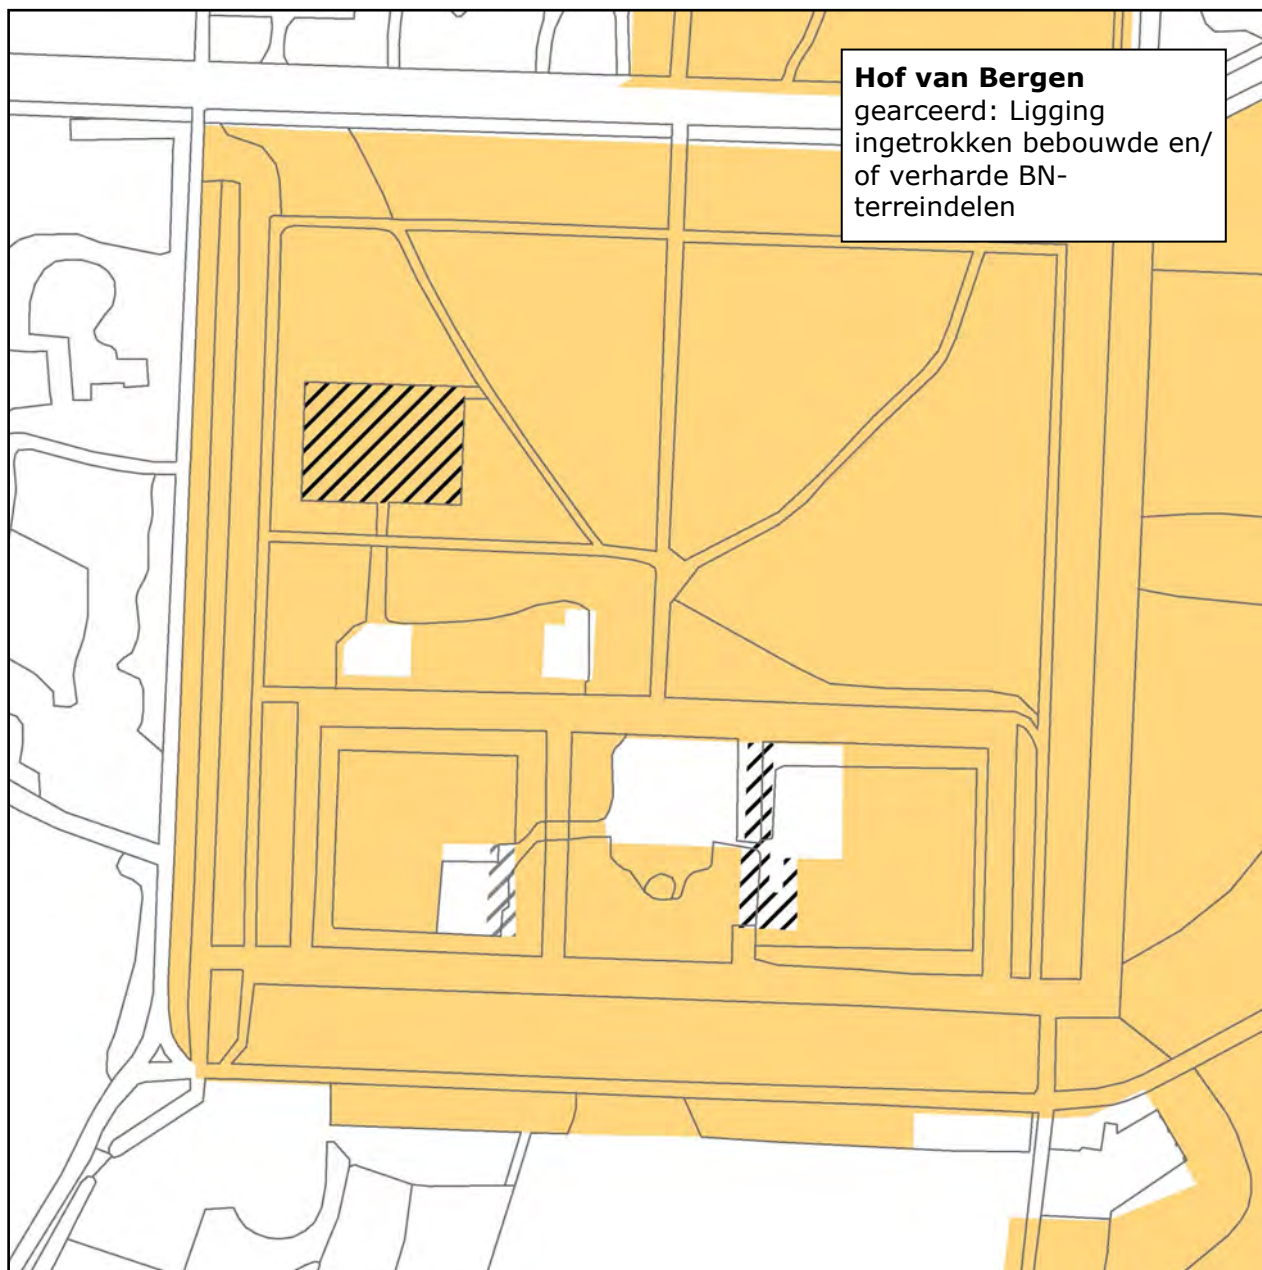 Hof van Bergen
gearceerd: Ligging
ingetrokken bebouwde en/
of verharde BN-
terreindelen